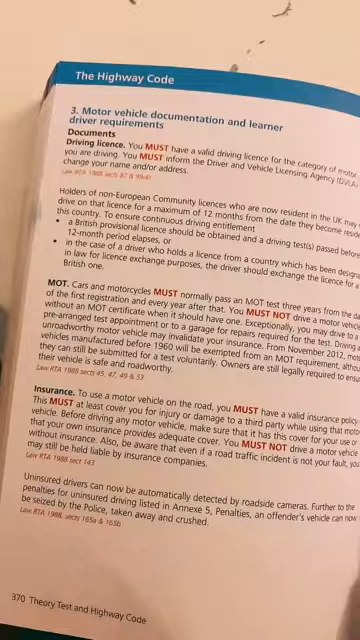 The Highway Code
3. Motor vehicle documentation and learner
driver requirements
Documents
Driving licence. You MUST have a valid driving licence for the category of motor
you are driving. You MUST inform the Driver and Vehicle Licensing Agency (DVLA)
change your name and/or address.
Law RTA 1988 sects 87 & 99(4)
Holders of non-European Community licences who are now resident in the UK may
drive on that licence for a maximum of 12 months from the date they become resid
this country. To ensure continuous driving entitlement
• a British provisional licence should be obtained and a driving test(s) passed before
12-month period elapses, or
• in the case of a driver who holds a licence from a country which has been designa
in law for licence exchange purposes, the driver should exchange the licence for a
British one.
MOT. Cars and motorcycles MUST normally pass an MOT test three years from the da
of the first registration and every year after that. You MUST NOT drive a motor vehicle
without an MOT certificate when it should have one. Exceptionally, you may drive to a
pre-arranged test appointment or to a garage for repairs required for the test. Driving a
unroadworthy motor vehicle may invalidate your insurance. From November 2012, moto
vehicles manufactured before 1960 will be exempted from an MOT requirement, althou
they can still be submitted for a test voluntarily. Owners are still legally required to ensu
their vehicle is safe and roadworthy.
Law RTA 1988 sections 45, 47, 49 & 53
Insurance. To use a motor vehicle on the road, you MUST have a valid insurance policy
This MUST at least cover you for injury or damage to a third party while using that moto
vehicle. Before driving any motor vehicle, make sure that it has this cover for your use or
that your own insurance provides adequate cover. You MUST NOT drive a motor vehicle
without insurance. Also, be aware that even if a road traffic incident is not your fault, you
may still be held liable by insurance companies.
Law RTA 1988 sect 143
Uninsured drivers can now be automatically detected by roadside cameras. Further to the
penalties for uninsured driving listed in Annexe 5, Penalties, an offender's vehicle can now
be seized by the Police, taken away and crushed.
Law RTA 1988, sects 165a & 165b
370 Theory Test and Highway Code